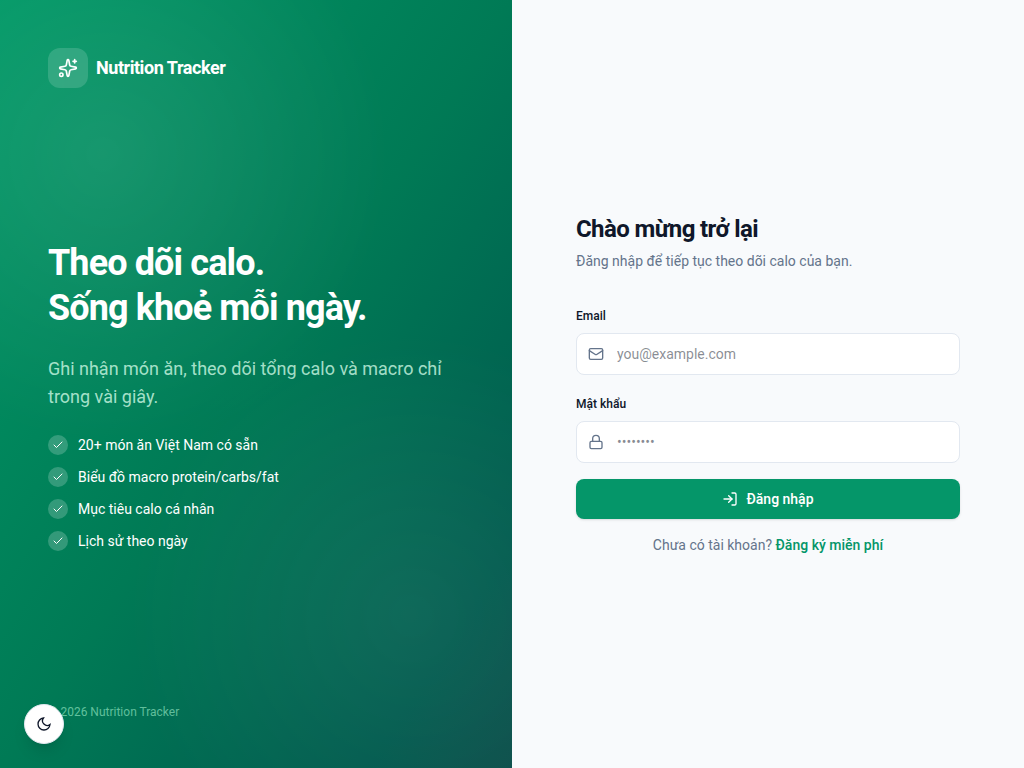 Nutrition Tracker
Theo dõi calo.
Sống khoẻ mỗi ngày.
Ghi nhận món ăn, theo dõi tổng calo và macro chỉ
trong vài giây.
20+ món ăn Việt Nam có sẵn
Biểu đồ macro protein/carbs/fat
Mục tiêu calo cá nhân
Lịch sử theo ngày
2026 Nutrition Tracker
Chào mừng trở lại
Đăng nhập để tiếp tục theo dõi calo của bạn.
Email
you@example.com
Mật khẩu
••••••••
Đăng nhập
Chưa có tài khoản? Đăng ký miễn phí